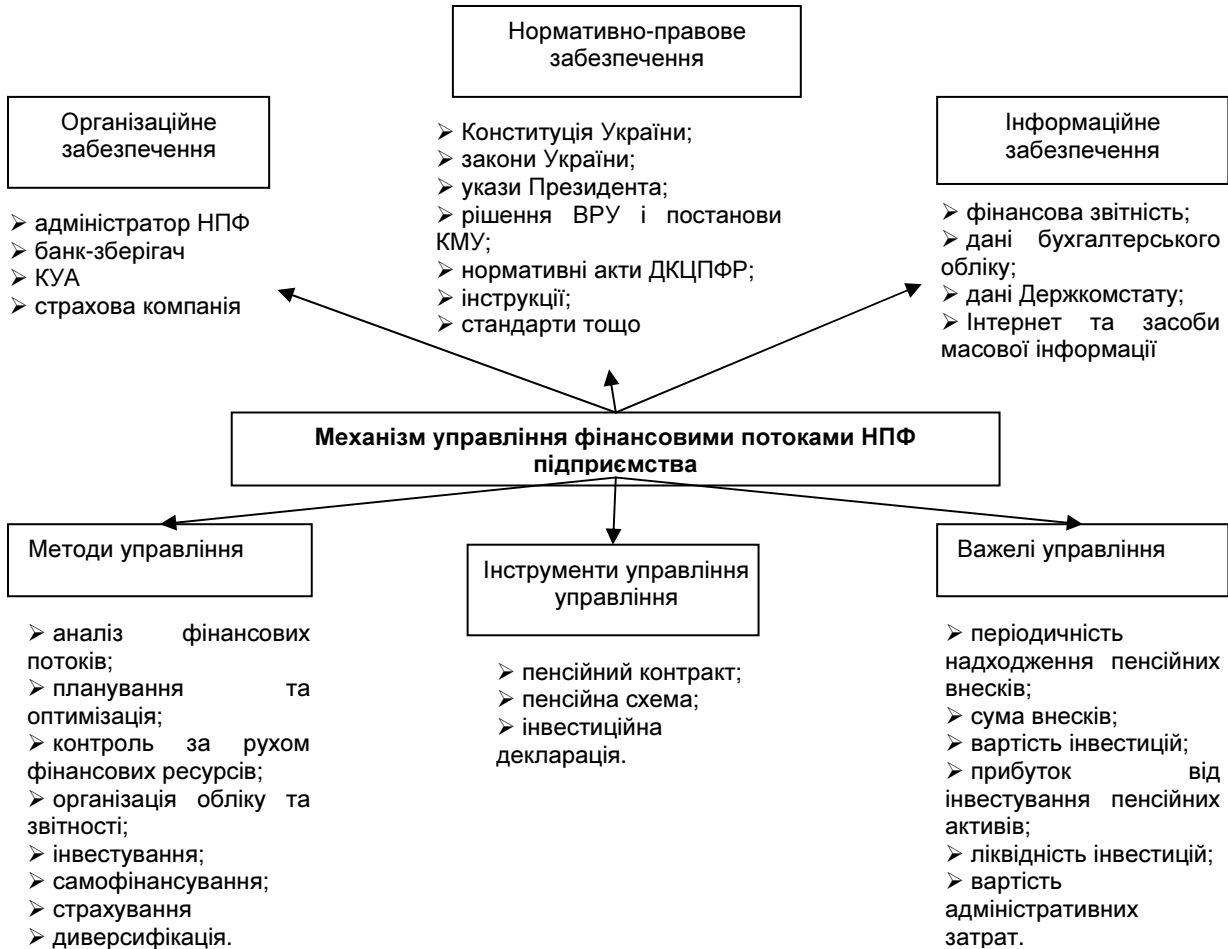 Нормативно-правове
забезпечення
Організаційне
забезпечення
Інформаційне
забезпечення
➢ адміністратор НПФ
➢ банк-зберігач
➢ КУА
➢ страхова компанія
➢ Конституція України;
➢ закони України;
➢ укази Президента;
➢ рішення ВРУ і постанови
КМУ;
➢ нормативні акти ДКЦПФР;
➢ інструкції;
➢ стандарти тощо
➢ фінансова звітність;
➢ дані бухгалтерського
обліку;
➢ дані Держкомстату;
➢ Інтернет та засоби
масової інформації
Механізм управління фінансовими потоками НПФ
підприємства
Методи управління
Інструменти управління
управління
Важелі управління
➢ аналіз фінансових
потоків;
➢ планування та
оптимізація;
➢ контроль за рухом
фінансових ресурсів;
➢ організація обліку та
звітності;
➢ інвестування;
➢ самофінансування;
➢ страхування
➢ диверсифікація.
➢ пенсійний контракт;
➢ пенсійна схема;
➢ інвестиційна
декларація.
➢ періодичність
надходження пенсійних
внесків;
➢ сума внесків;
➢ вартість інвестицій;
➢ прибуток від
інвестування пенсійних
активів;
➢ ліквідність інвестицій;
➢ вартість
адміністративних
затрат.